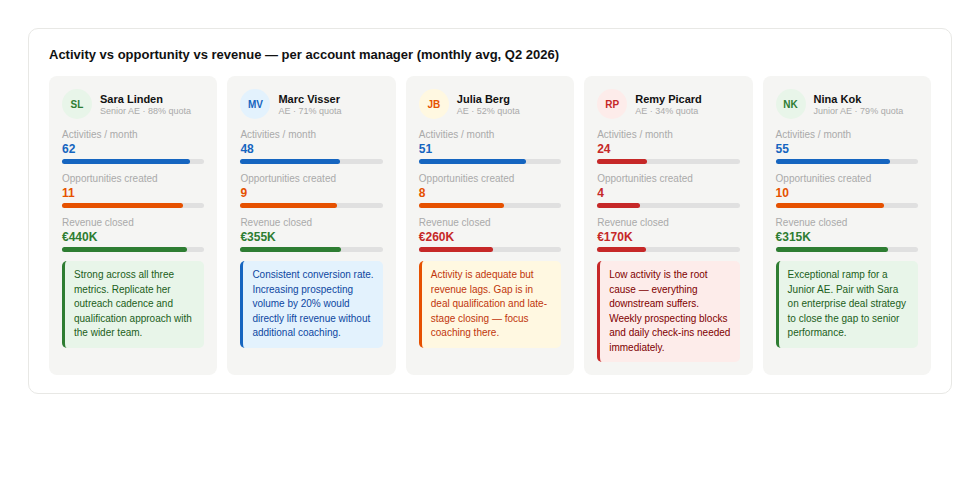 Activity vs opportunity vs revenue — per account manager (monthly avg, Q2 2026)
SL
Sara Linden
Senior AE · 88% quota
Activities / month
62
Opportunities created
11
Revenue closed
€440K
Strong across all three
metrics. Replicate her
outreach cadence and
qualification approach with
the wider team.
MV
Marc Visser
AE · 71% quota
Activities / month
48
Opportunities created
9
Revenue closed
€355K
Consistent conversion rate.
Increasing prospecting
volume by 20% would
directly lift revenue without
additional coaching.
JB
Julia Berg
AE · 52% quota
Activities / month
51
Opportunities created
8
Revenue closed
€260K
Activity is adequate but
revenue lags. Gap is in
deal qualification and late-
stage closing — focus
coaching there.
RP
Remy Picard
AE · 34% quota
Activities / month
24
Opportunities created
4
Revenue closed
€170K
Low activity is the root
cause — everything
downstream suffers.
Weekly prospecting blocks
and daily check-ins needed
immediately.
NK
Nina Kok
Junior AE · 79% quota
Activities / month
55
Opportunities created
10
Revenue closed
€315K
Exceptional ramp for a
Junior AE. Pair with Sara
on enterprise deal strategy
to close the gap to senior
performance.